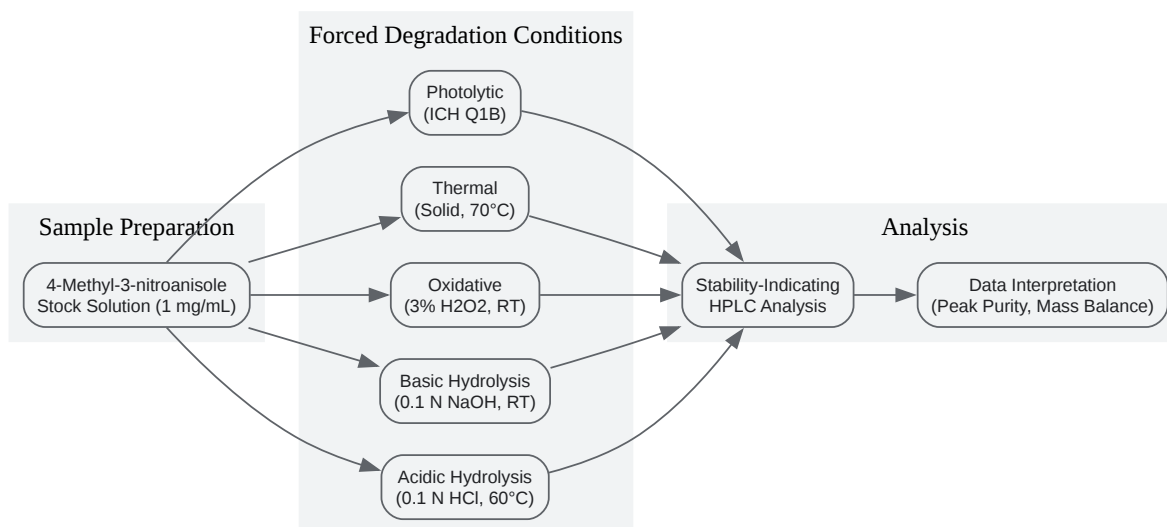 Forced Degradation Conditions
Photolytic
(ICH Q1B)
Thermal
(Solid, 70°C)
Sample Preparation
Analysis
4-Methyl-3-nitroanisole
Stock Solution (1 mg/mL)
Oxidative
(3% H2O2, RT)
Stability-Indicating
HPLC Analysis
Data Interpretation
(Peak Purity, Mass Balance)
Basic Hydrolysis
(0.1 N NaOH, RT)
Acidic Hydrolysis
(0.1 N HCl, 60°C)